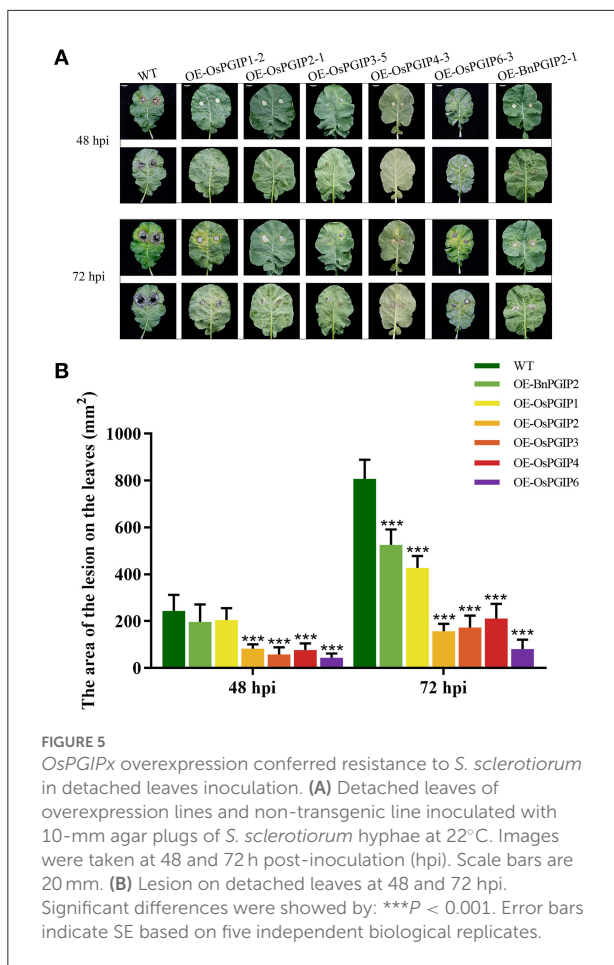 A
WT OE-OsPGIP1-2 OE-OsPGIP2-1 OE-OsPGIP3-5 OE-OsPGIP4-3 OE-OsPGIP6-3 OE-BnPGIP2-1
48 hpi
72 hpi
B
WT
OE-BnPGIP2
OE-OsPGIP1
OE-OsPGIP2
OE-OsPGIP3
OE-OsPGIP4
OE-OsPGIP6
The area of the lesion on the leaves (mm²)
1000
800
600
400
200
0
*** *** *** ***
*** *** *** *** *** ***
48 hpi 72 hpi
FIGURE 5
OsPGIPx overexpression conferred resistance to S. sclerotiorum
in detached leaves inoculation. (A) Detached leaves of
overexpression lines and non-transgenic line inoculated with
10-mm agar plugs of S. sclerotiorum hyphae at 22°C. Images
were taken at 48 and 72 h post-inoculation (hpi). Scale bars are
20 mm. (B) Lesion on detached leaves at 48 and 72 hpi.
Significant differences were showed by: ***P < 0.001. Error bars
indicate SE based on five independent biological replicates.